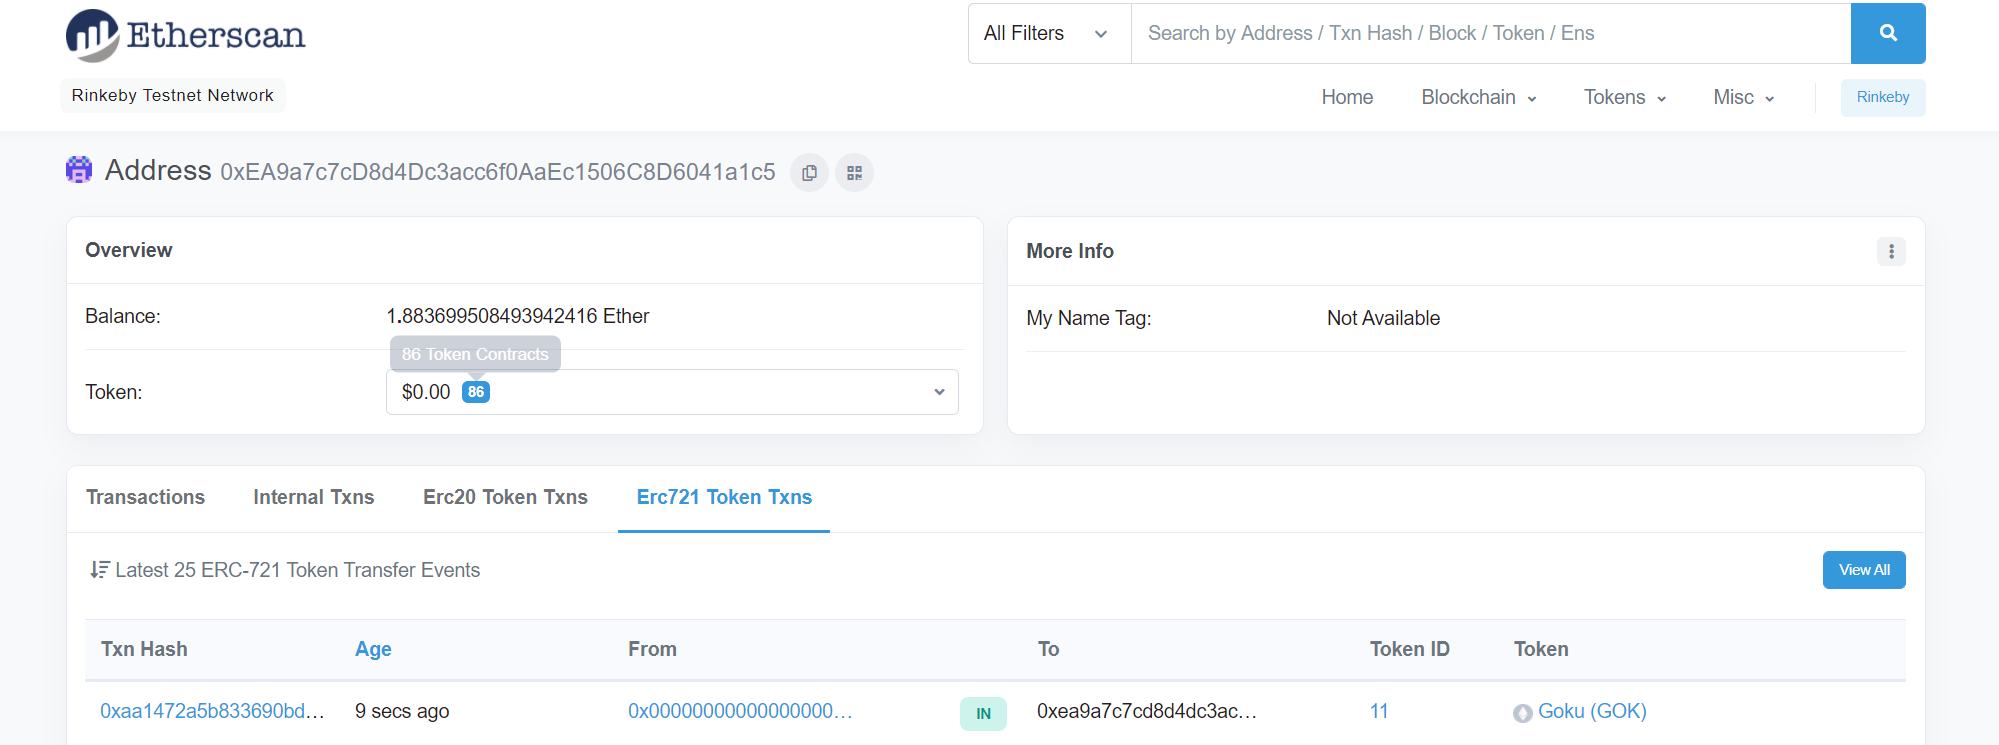 Etherscan
All Filters
Search by Address / Txn Hash / Block / Token / Ens
Rinkeby Testnet Network
Home Blockchain Tokens Misc Rinkeby
Address 0xEA9a7c7cD8d4Dc3acc6f0AaEc1506C8D6041a1c5
Overview
Balance: 1.883699508493942416 Ether
86 Token Contracts
Token: $0.00 86
More Info
My Name Tag: Not Available
Transactions Internal Txns Erc20 Token Txns Erc721 Token Txns
Latest 25 ERC-721 Token Transfer Events
View All
Txn Hash Age From To Token ID Token
0xaa1472a5b833690bd... 9 secs ago 0x00000000000000000... IN 0xea9a7c7cd8d4dc3ac... 11 Goku (GOK)